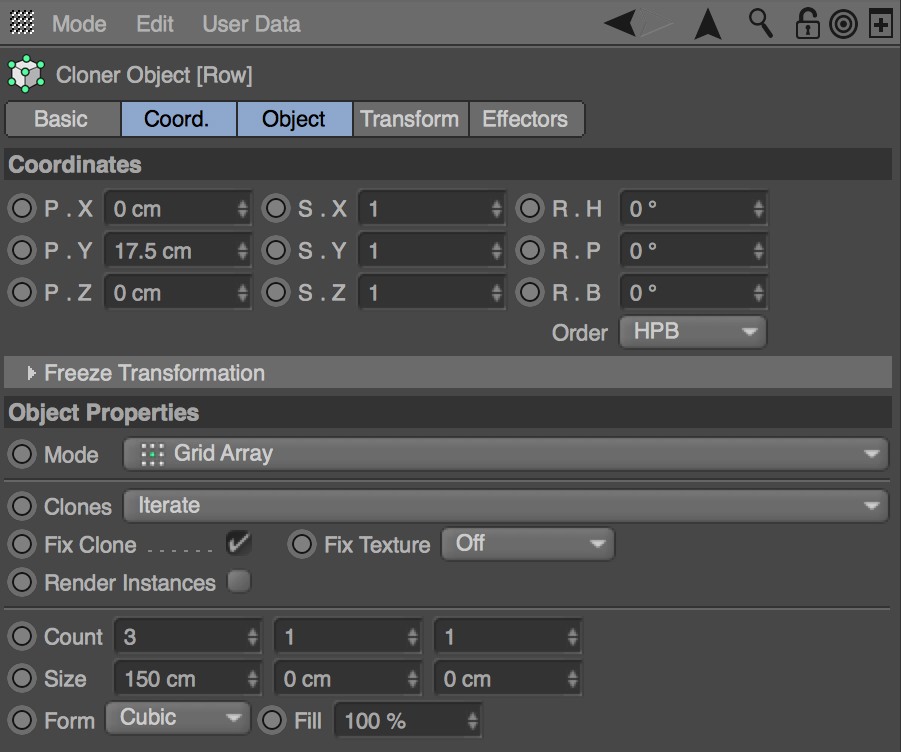 Mode Edit User Data
Cloner Object [Row]
Basic Coord. Object Transform Effectors
Coordinates
P . X 0 cm S . X 1 R . H 0 °
P . Y 17.5 cm S . Y 1 R . P 0 °
P . Z 0 cm S . Z 1 R . B 0 °
Order HPB
Freeze Transformation
Object Properties
Mode Grid Array
Clones Iterate
Fix Clone . . . . . . Fix Texture Off
Render Instances
Count 3 1 1
Size 150 cm 0 cm 0 cm
Form Cubic Fill 100 %